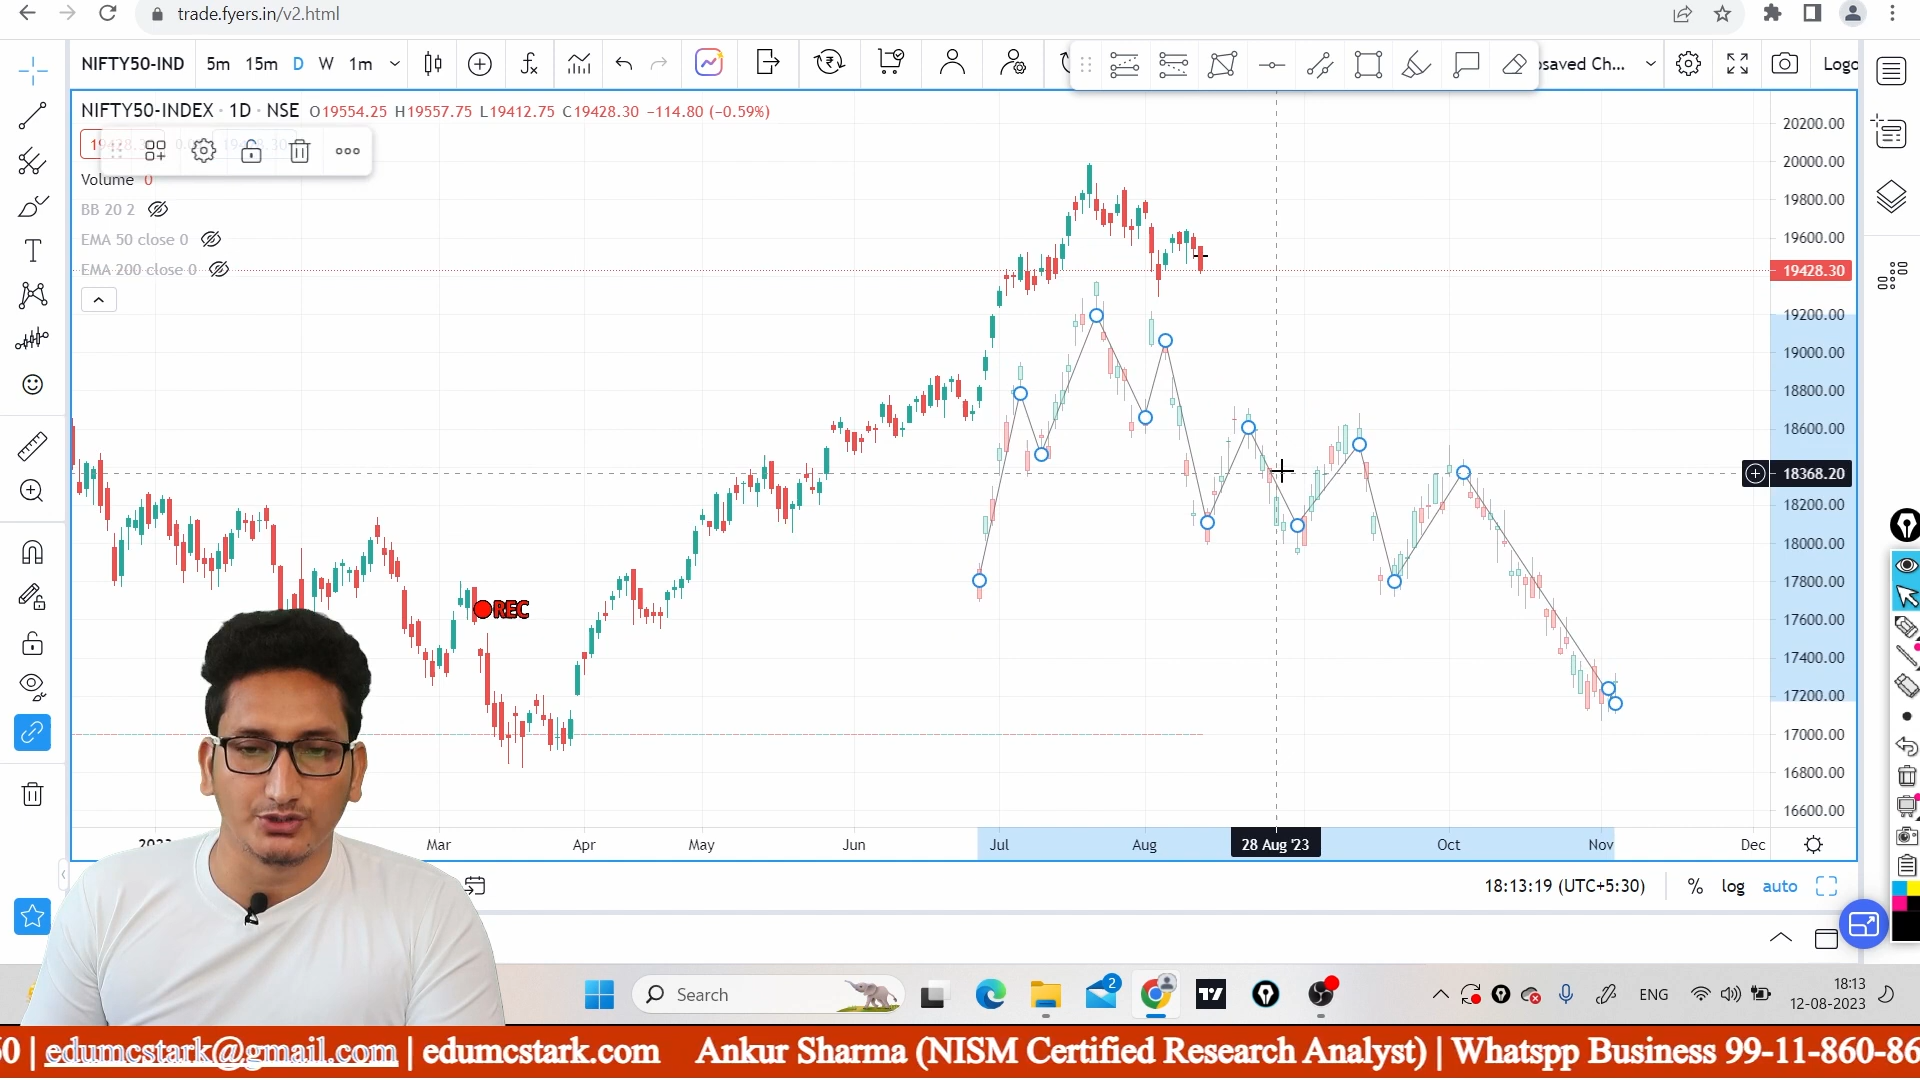 trade.fyers.in/v2.html
NIFTY50-IND 5m 15m D W 1m
saved Ch...
Logo
NIFTY50-INDEX · 1D · NSE O19554.25 H19557.75 L19412.75 C19428.30 −114.80 (−0.59%)
Volume 0
BB 20 2
EMA 50 close 0
EMA 200 close 0
20200.00
20000.00
19800.00
19600.00
19428.30
19200.00
19000.00
18800.00
18600.00
18368.20
18200.00
18000.00
17800.00
17600.00
17400.00
17200.00
17000.00
16800.00
16600.00
REC
Mar Apr May Jun Jul Aug 28 Aug '23 Oct Nov Dec
18:13:19 (UTC+5:30) % log auto
Search
2
ENG
18:13
12-08-2023
0 | edumcstark@gmail.com | edumcstark.com Ankur Sharma (NISM Certified Research Analyst) | Whatspp Business 99-11-860-86